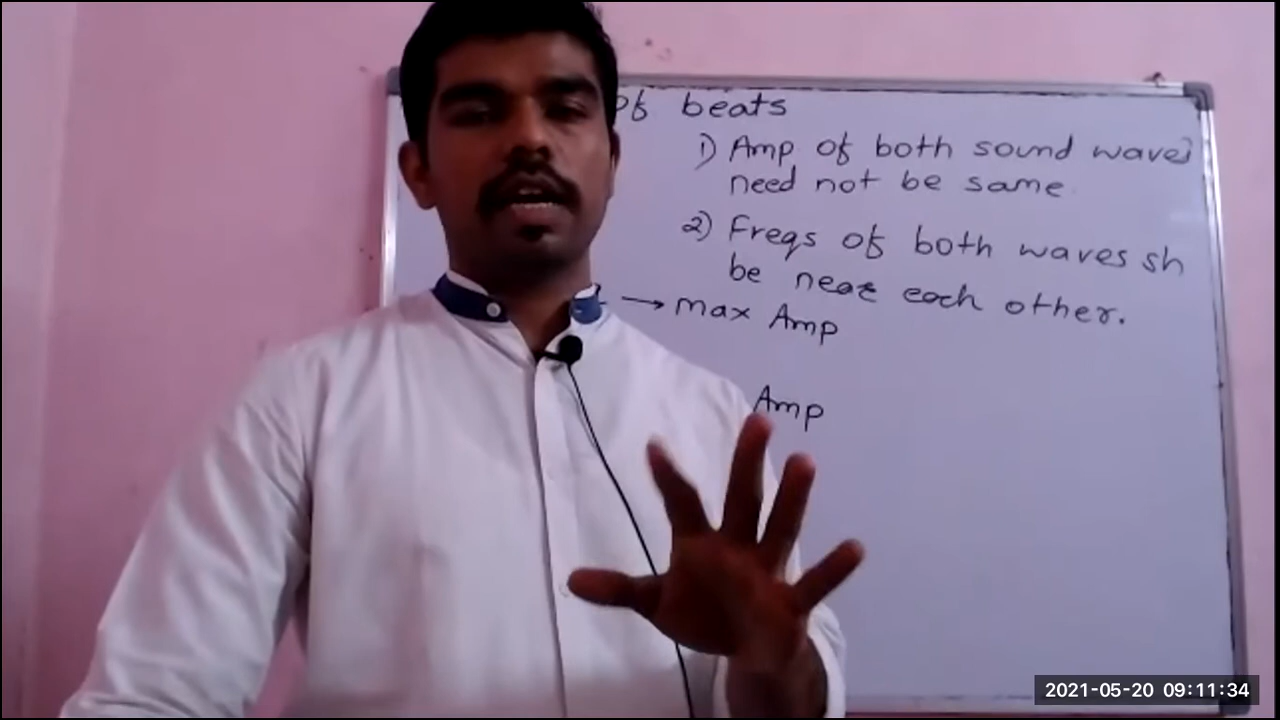 of beats
1) Amp of both sound waves
need not be same.
2) Freqs of both waves sh
be near each other.
→ max Amp
Amp
2021-05-20 09:11:34